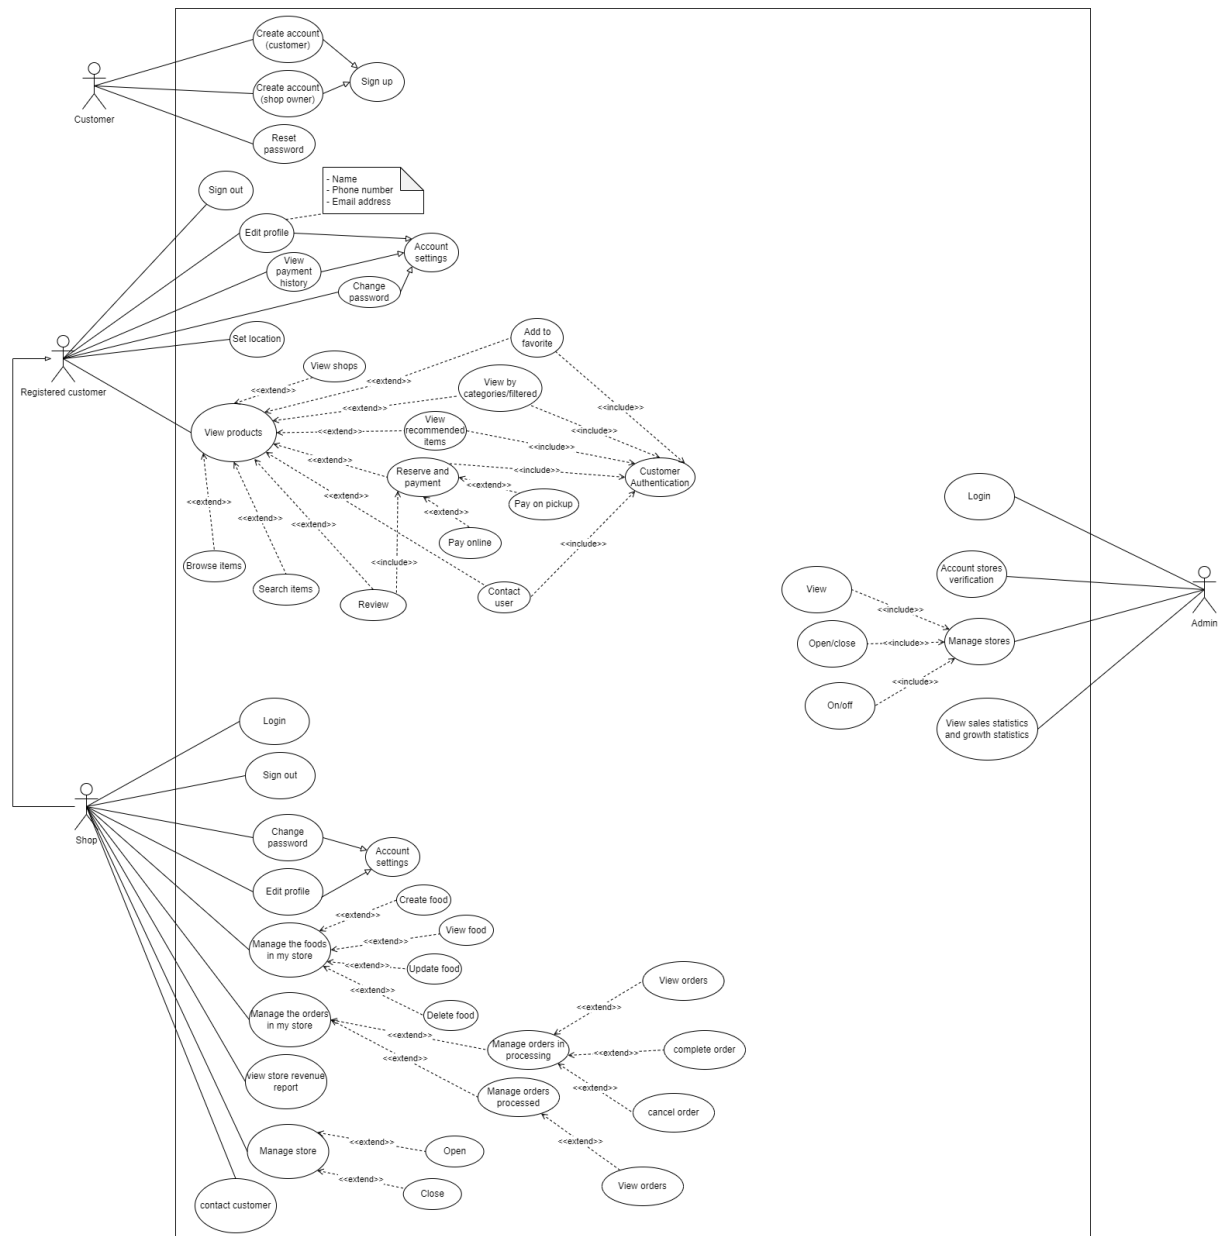 Create account
(customer)
Sign up
Create account
(shop owner)
Customer
Reset
password
- Name
- Phone number
- Email address
Sign out
Edit profile
Account
settings
View
payment
history
Change
password
Set location
Add to
favorite
View shops
Registered customer
<<extend>>
<<extend>>
View by
categories/filtered
<<extend>>
<<include>>
View products
<<extend>>
View
recommended
items
<<include>>
<<include>>
<<extend>>
Reserve and
payment
<<include>>
Customer
Authentication
<<extend>>
Pay on pickup
<<extend>>
<<extend>>
<<extend>>
<<extend>>
<<extend>>
Pay online
<<include>>
<<include>>
Browse items
Search items
Review
Contact
user
Login
Account stores
verification
View
<<include>>
Admin
Open/close
<<include>>
Manage stores
<<include>>
On/off
View sales statistics
and growth statistics
Login
Sign out
Shop
Change
password
Account
settings
Edit profile
Create food
<<extend>>
View food
<<extend>>
Manage the foods
in my store
<<extend>>
Update food
<<extend>>
Delete food
View orders
<<extend>>
Manage the orders
in my store
<<extend>>
Manage orders in
processing
<<extend>>
complete order
<<extend>>
view store revenue
report
Manage orders
processed
<<extend>>
cancel order
<<extend>>
Manage store
<<extend>>
Open
<<extend>>
Close
View orders
contact customer